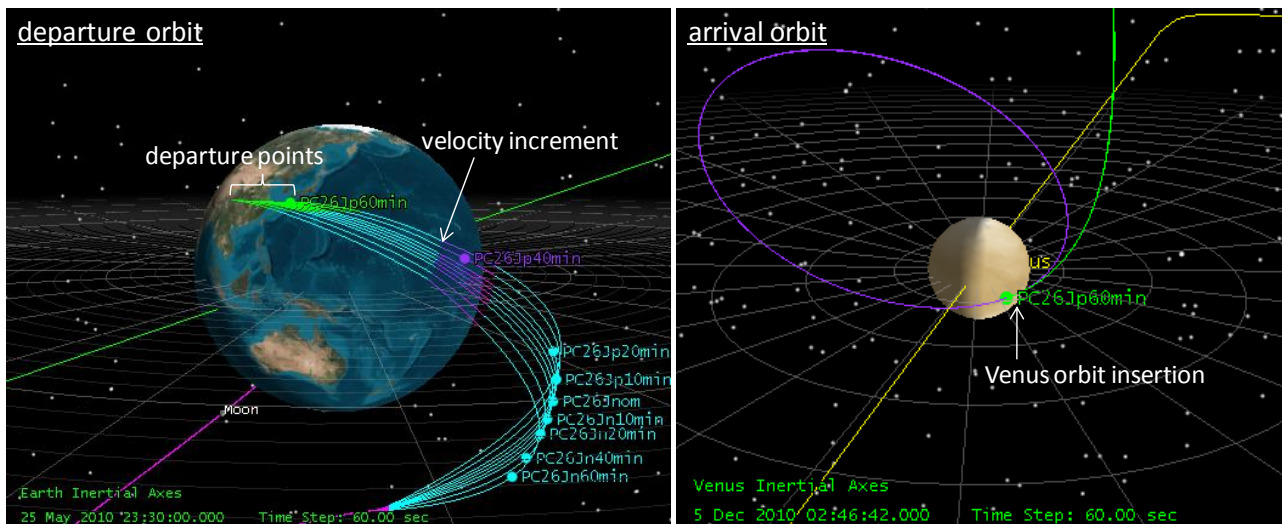 departure orbit
departure points
velocity increment
PC26Jp60min
PC26Jp40min
PC26Jp20min
PC26Jp10min
PC26Jnom
PC26Jn10min
PC26Jn20min
PC26Jn40min
PC26Jn60min
Moon
Earth Inertial Axes
25 May 2010 23:30:00.000 Time Step: 60.00 sec
arrival orbit
us
PC26Jp60min
Venus orbit insertion
Venus Inertial Axes
5 Dec 2010 02:46:42.000 Time Step: 60.00 sec